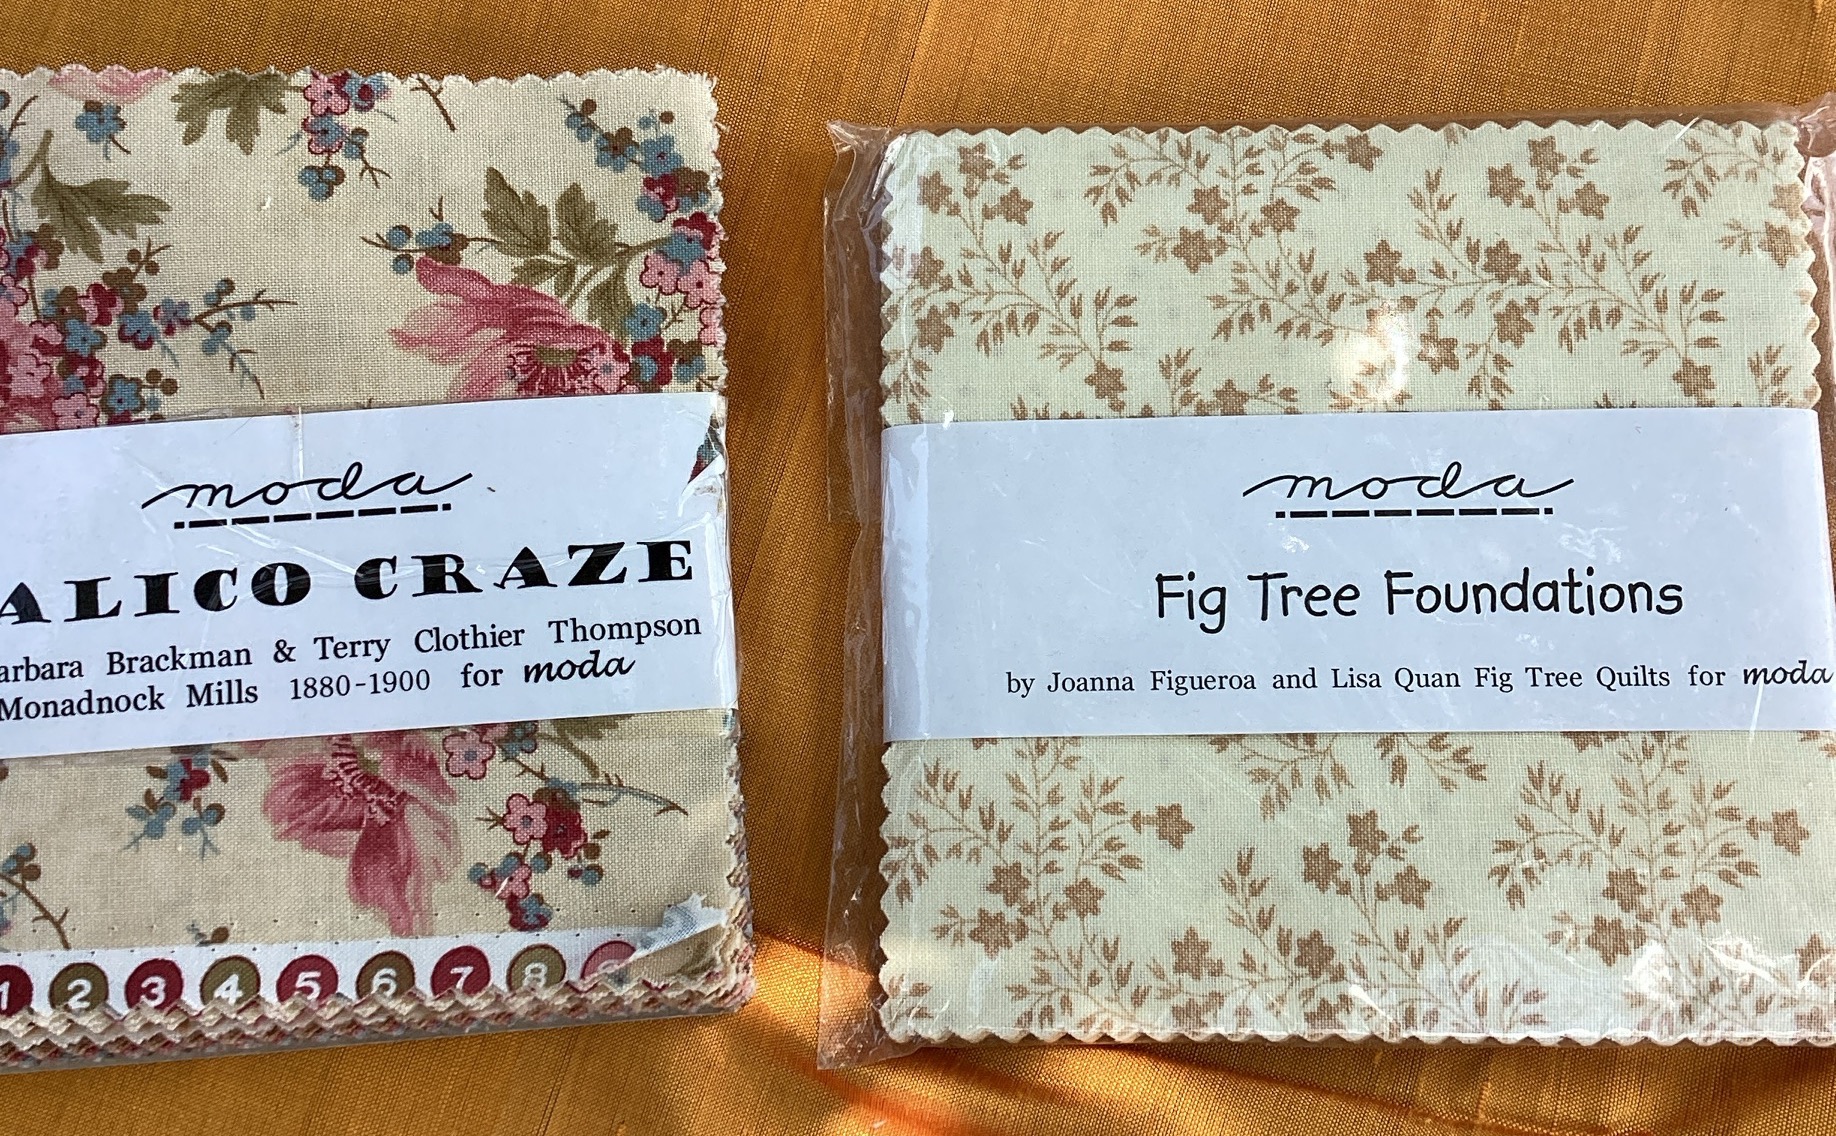 moda
ALICO CRAZE
arbara Brackman & Terry Clothier Thompson
Monadnock Mills 1880-1900 for moda
1 2 3 4 5 6 7 8
moda
Fig Tree Foundations
by Joanna Figueroa and Lisa Quan Fig Tree Quilts for moda